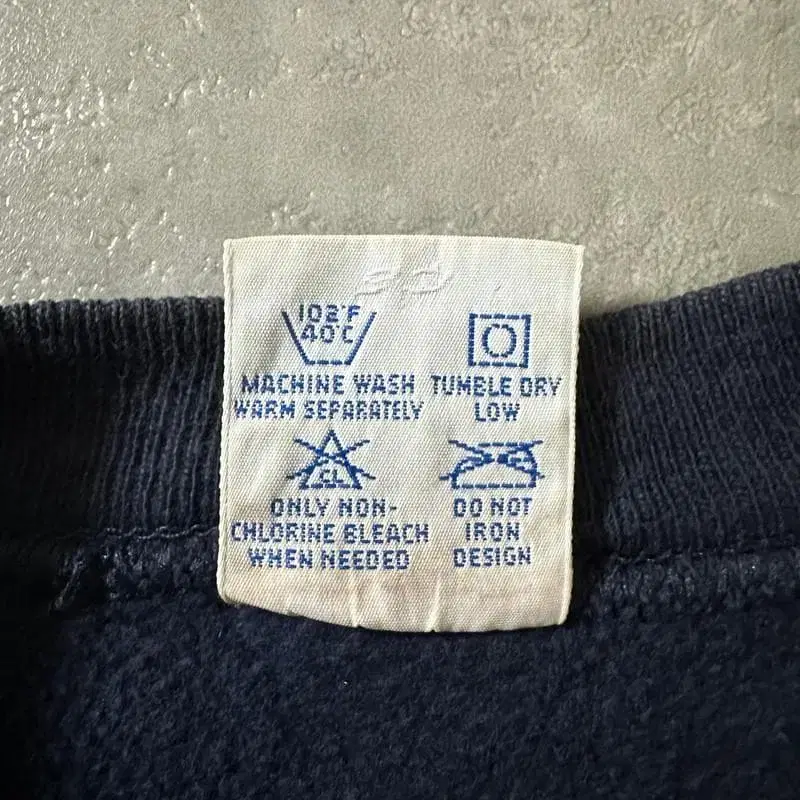 102°F
40°C
MACHINE WASH
WARM SEPARATELY
TUMBLE DRY
LOW
CL
ONLY NON-
CHLORINE BLEACH
WHEN NEEDED
DO NOT
IRON
DESIGN